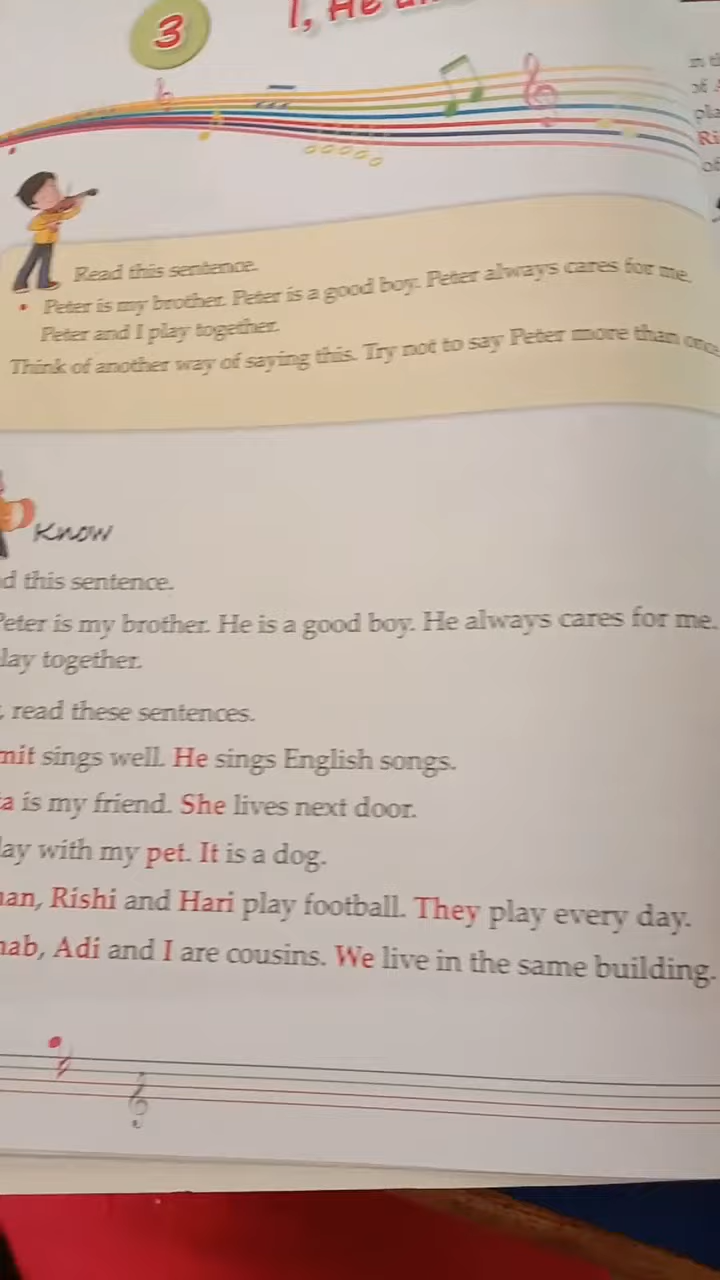 3
I, He
Read this sentence.
• Peter is my brother. Peter is a good boy. Peter always cares for me.
Peter and I play together.
Think of another way of saying this. Try not to say Peter more than once
Know
d this sentence.
Peter is my brother. He is a good boy. He always cares for me.
lay together.
, read these sentences.
mit sings well. He sings English songs.
ta is my friend. She lives next door.
lay with my pet. It is a dog.
nan, Rishi and Hari play football. They play every day.
nab, Adi and I are cousins. We live in the same building.